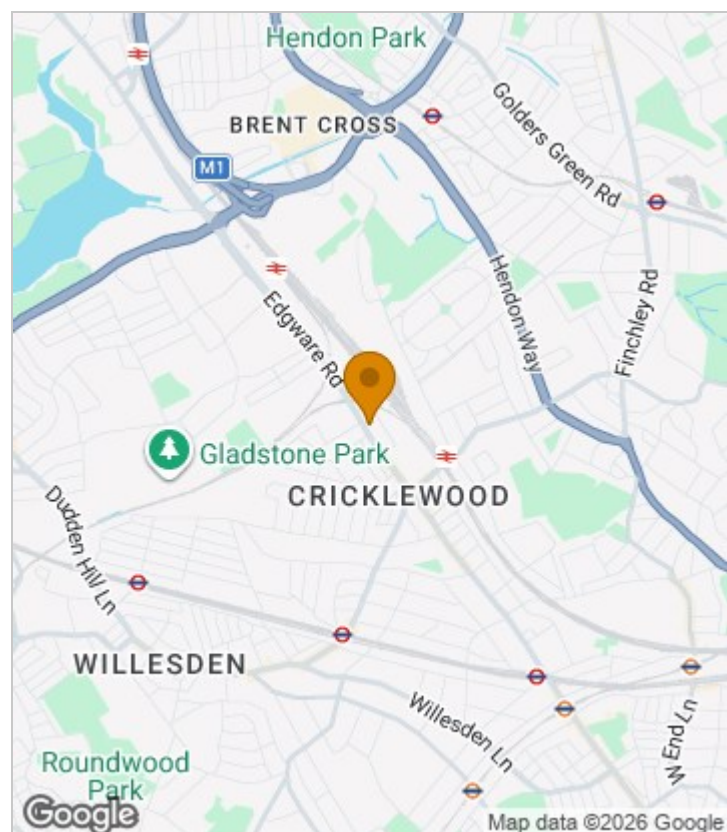 Hendon Park
BRENT CROSS
Golders Green Rd
M1
Hendon Way
Edgware Rd
Finchley Rd
Gladstone Park
CRICKLEWOOD
Dudden Hill Ln
WILLESDEN
Willesden Ln
W End Ln
Roundwood
Park
Google
Map data ©2026 Google